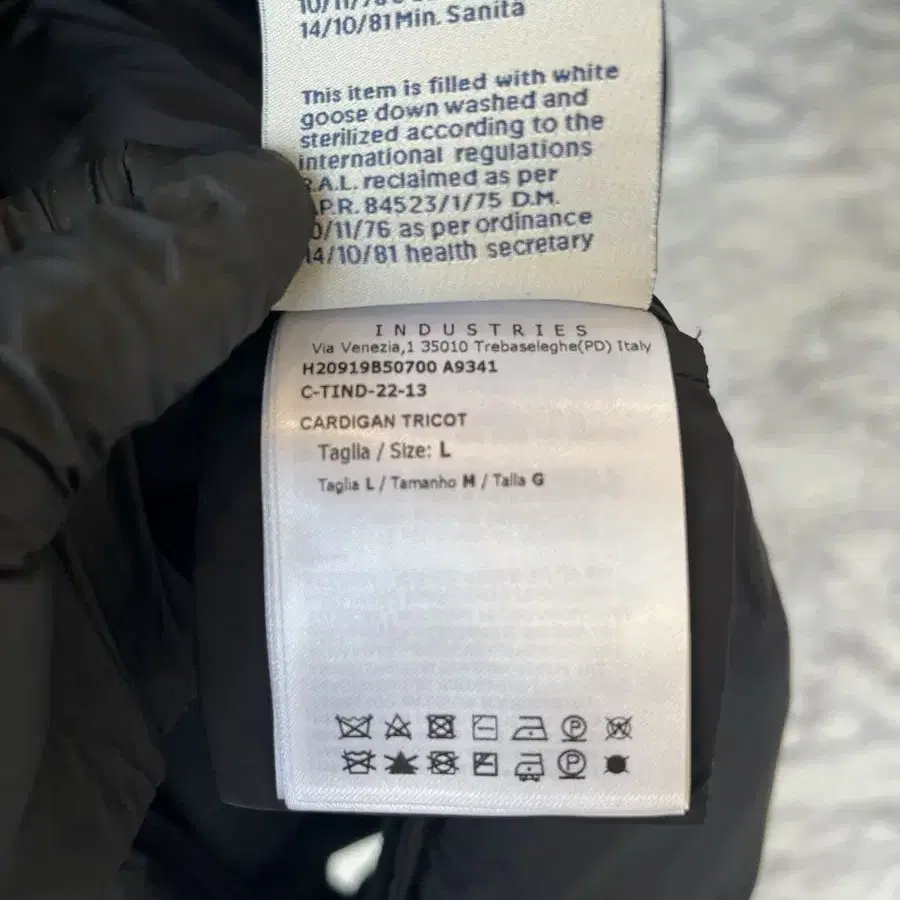 14/10/81 Min. Sanità
This item is filled with white
goose down washed and
sterilized according to the
international regulations
R.A.L. reclaimed as per
.P.R. 84523/1/75 D.M.
0/11/76 as per ordinance
14/10/81 health secretary
INDUSTRIES
Via Venezia,1 35010 Trebaseleghe(PD) Italy
H20919B50700 A9341
C-TIND-22-13
CARDIGAN TRICOT
Taglia / Size: L
Taglia L / Tamanho M / Talla G
P
P